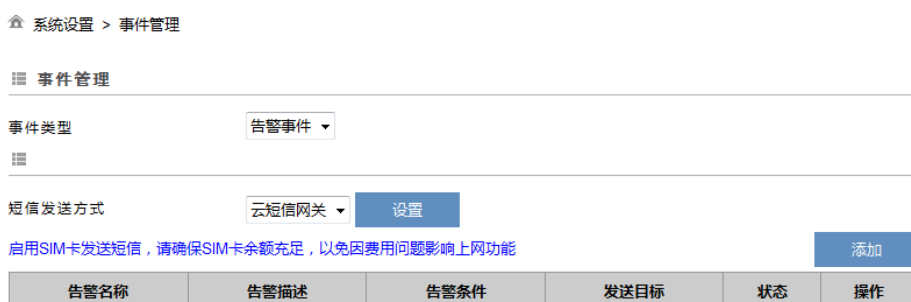 系统设置 > 事件管理
事件管理
事件类型 告警事件
短信发送方式 云短信网关 设置
启用SIM卡发送短信，请确保SIM卡余额充足，以免因费用问题影响上网功能 添加
告警名称 告警描述 告警条件 发送目标 状态 操作